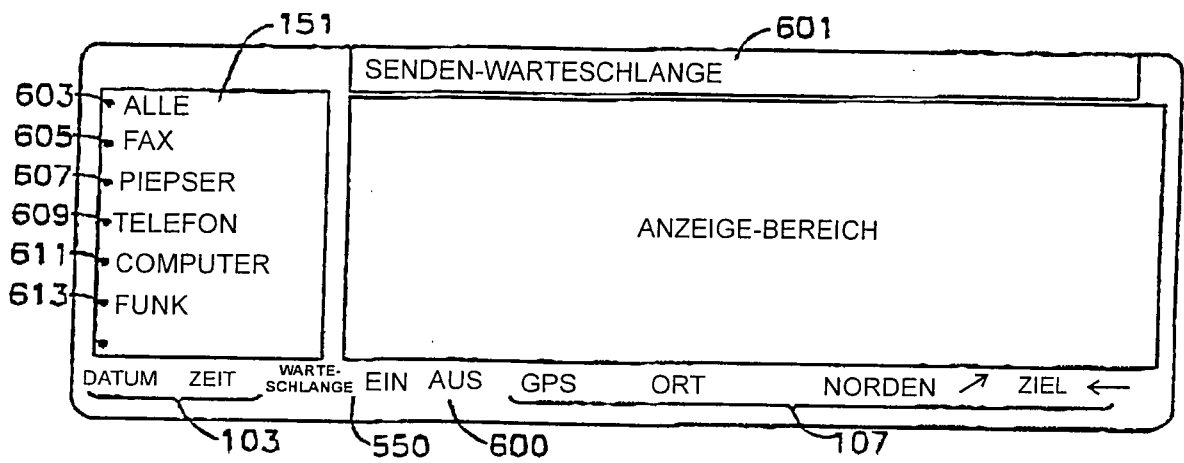 151
601
SENDEN-WARTESCHLANGE
603 ALLE
605 FAX
607 PIEPSER
609 TELEFON
611 COMPUTER
613 FUNK
ANZEIGE-BEREICH
DATUM ZEIT WARTE-
SCHLANGE EIN AUS GPS ORT NORDEN ↗ ZIEL ←
103 550 600 107